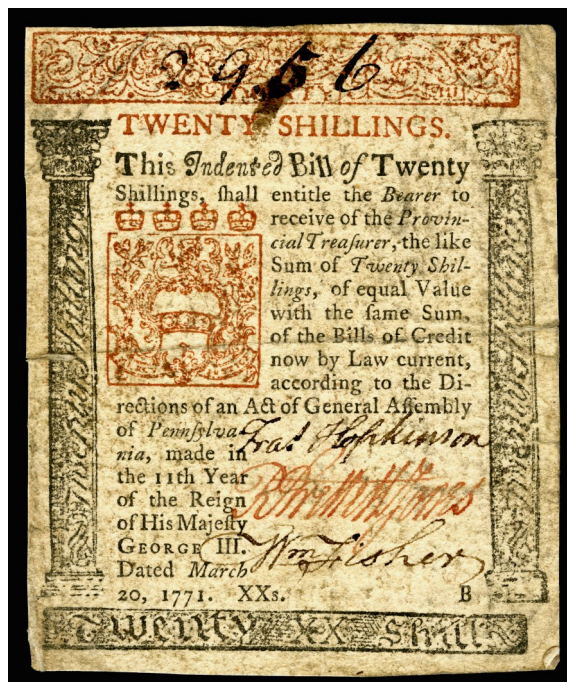 2956
TWENTY SHILLINGS.
This Indented Bill of Twenty
Shillings, ſhall entitle the Bearer to
receive of the Provin-
cial Treaſurer, the like
Sum of Twenty Shil-
lings, of equal Value
with the ſame Sum,
of the Bills of Credit
now by Law current,
according to the Di-
rections of an Act of General Aſſembly
of Pennſylva-
nia, made in
the 11th Year
of the Reign
of His Majeſty
GEORGE III.
Dated March
20, 1771. XXs. B
Fras Hopkinson
Wm Fisher
Twenty XX Shill